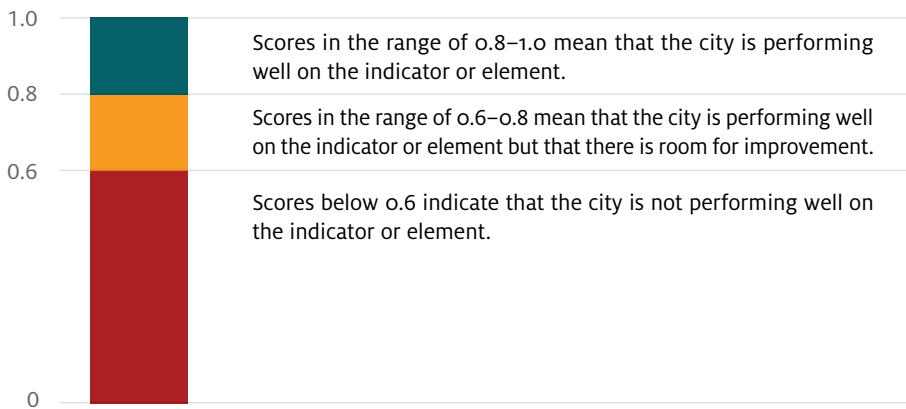 1.0
Scores in the range of 0.8–1.0 mean that the city is performing
well on the indicator or element.
0.8
Scores in the range of 0.6–0.8 mean that the city is performing well
on the indicator or element but that there is room for improvement.
0.6
Scores below 0.6 indicate that the city is not performing well on
the indicator or element.
0